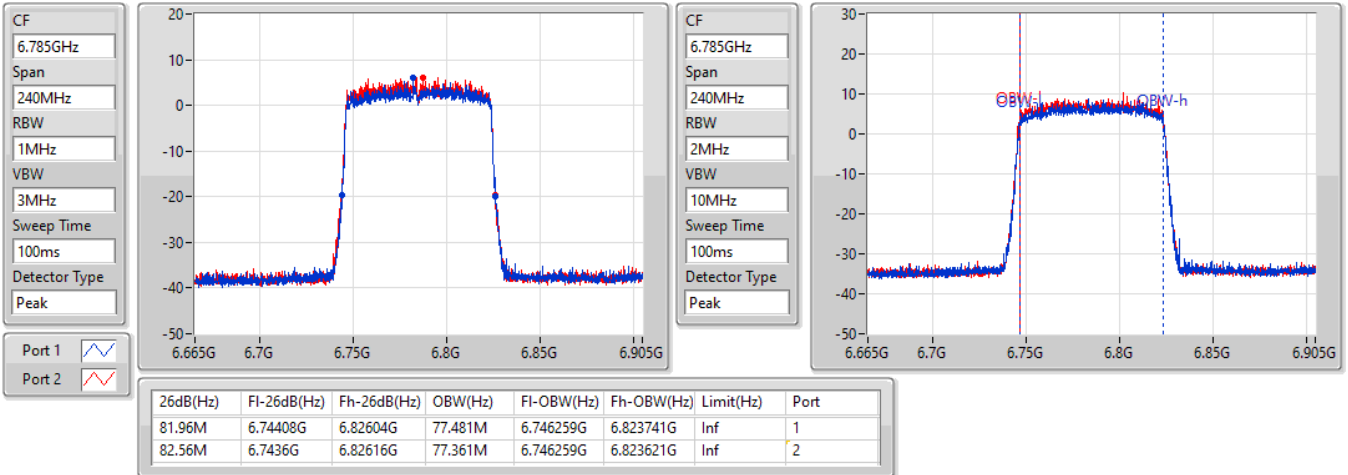 CF
6.785GHz
Span
240MHz
RBW
1MHz
VBW
3MHz
Sweep Time
100ms
Detector Type
Peak
20
10
0
-10
-20
-30
-40
-50
6.665G 6.7G 6.75G 6.8G 6.85G 6.905G
CF
6.785GHz
Span
240MHz
RBW
2MHz
VBW
10MHz
Sweep Time
100ms
Detector Type
Peak
30
20
10
0
-10
-20
-30
-40
-50
OBW-l OBW-h
6.665G 6.7G 6.75G 6.8G 6.85G 6.905G
Port 1
Port 2
26dB(Hz) Fl-26dB(Hz) Fh-26dB(Hz) OBW(Hz) Fl-OBW(Hz) Fh-OBW(Hz) Limit(Hz) Port
81.96M 6.74408G 6.82604G 77.481M 6.746259G 6.823741G Inf 1
82.56M 6.7436G 6.82616G 77.361M 6.746259G 6.823621G Inf 2